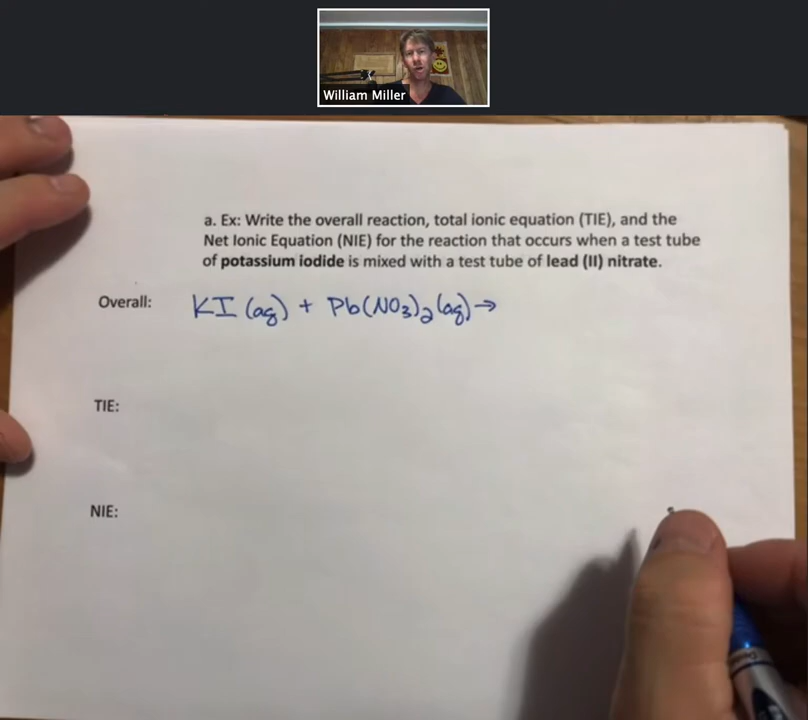 William Miller
a. Ex: Write the overall reaction, total ionic equation (TIE), and the
Net Ionic Equation (NIE) for the reaction that occurs when a test tube
of potassium iodide is mixed with a test tube of lead (II) nitrate.
Overall: KI (aq) + Pb(NO₃)₂(aq) →
TIE:
NIE: